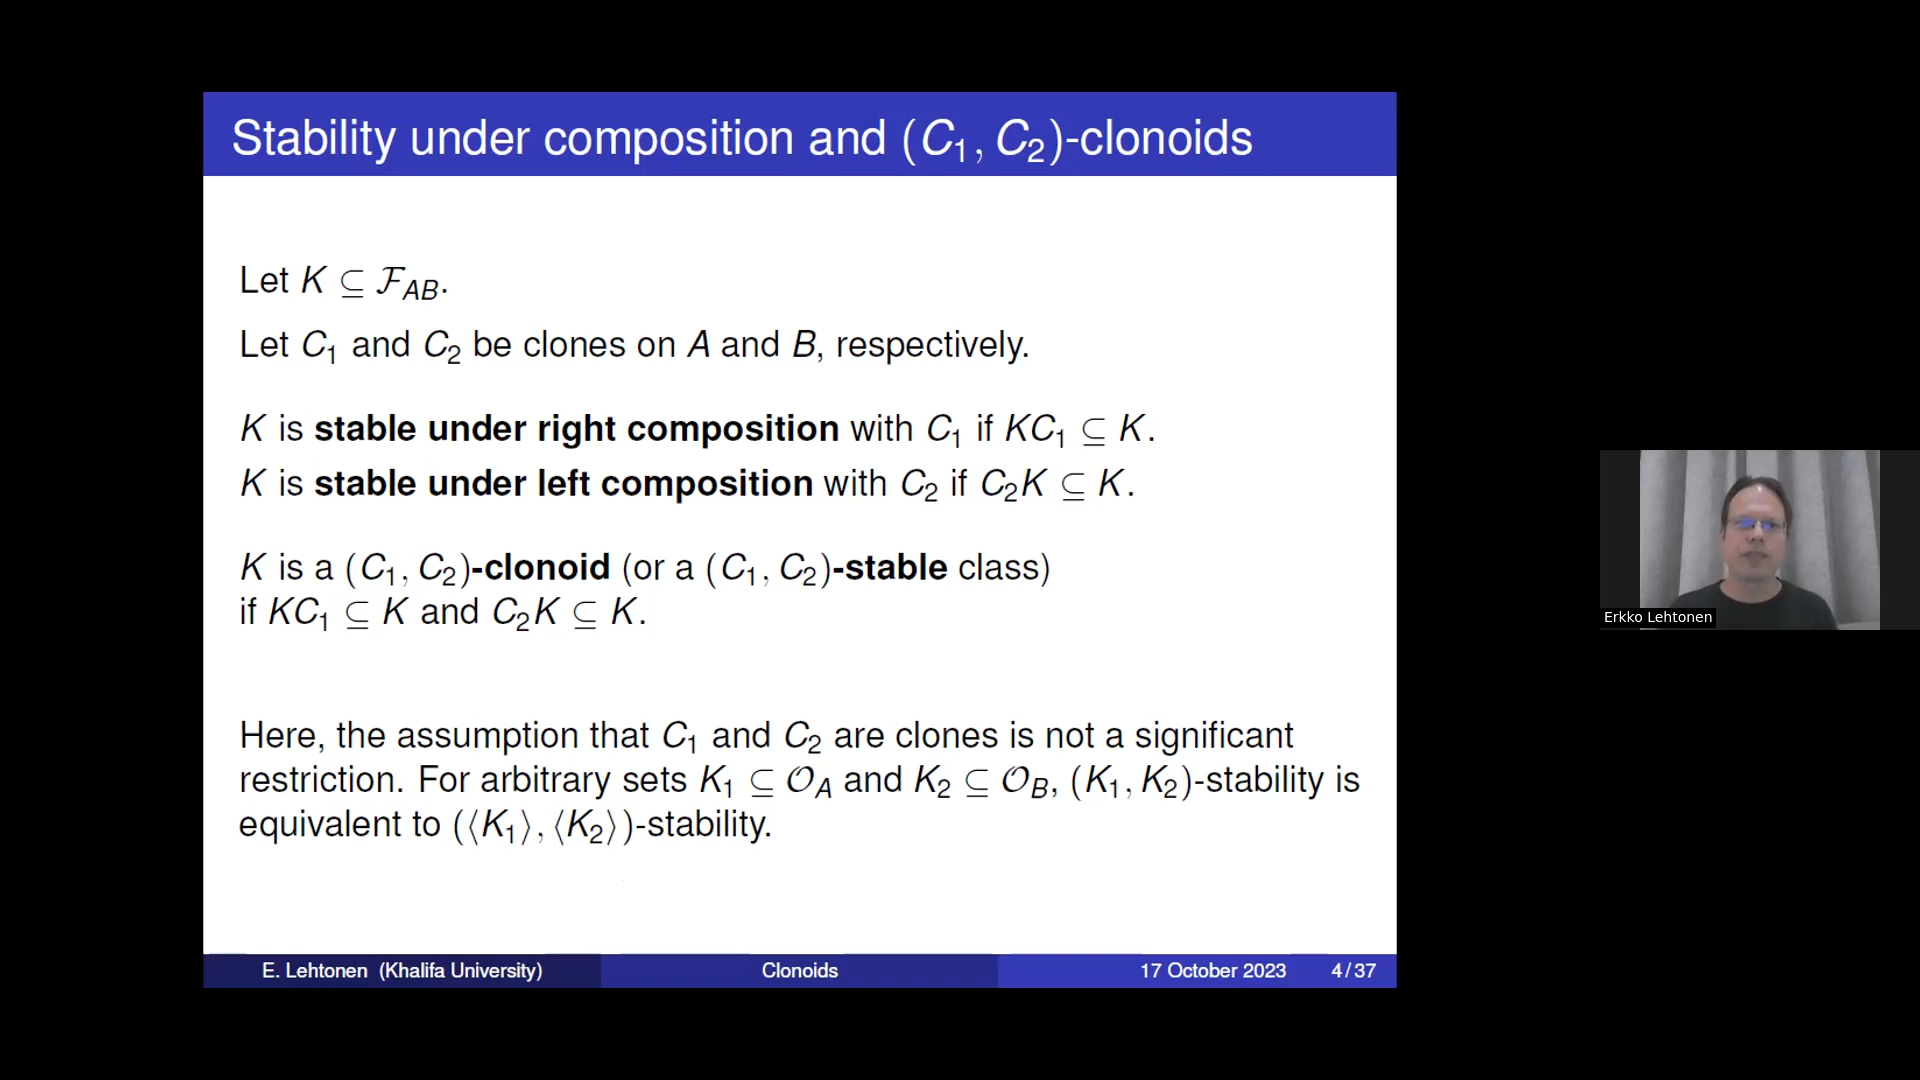 Stability under composition and (C₁, C₂)-clonoids
Let K ⊆ ℱ_AB.
Let C₁ and C₂ be clones on A and B, respectively.
K is stable under right composition with C₁ if KC₁ ⊆ K.
K is stable under left composition with C₂ if C₂K ⊆ K.
K is a (C₁, C₂)-clonoid (or a (C₁, C₂)-stable class)
if KC₁ ⊆ K and C₂K ⊆ K.
Here, the assumption that C₁ and C₂ are clones is not a significant
restriction. For arbitrary sets K₁ ⊆ 𝒪_A and K₂ ⊆ 𝒪_B, (K₁, K₂)-stability is
equivalent to (⟨K₁⟩, ⟨K₂⟩)-stability.
E. Lehtonen (Khalifa University) Clonoids 17 October 2023 4 / 37
Erkko Lehtonen